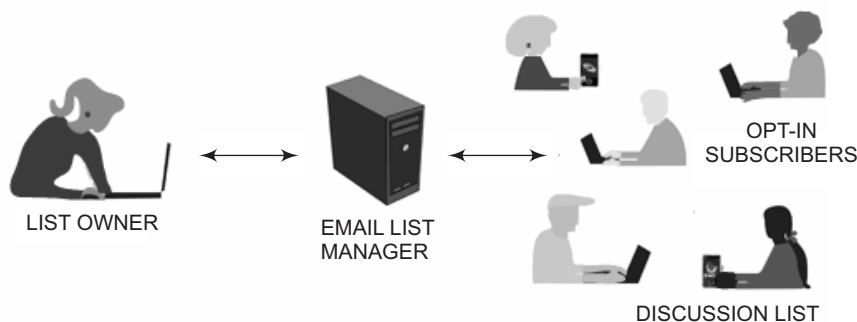 LIST OWNER
EMAIL LIST
MANAGER
OPT-IN
SUBSCRIBERS
DISCUSSION LIST